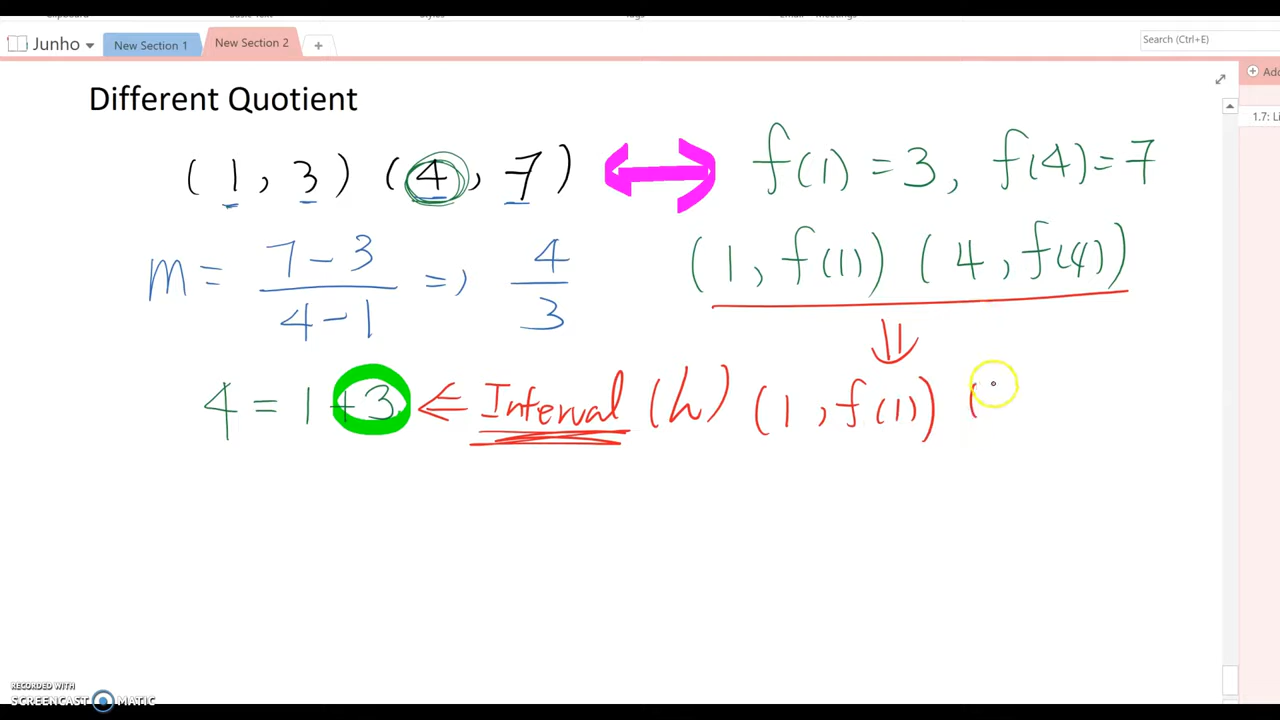 Junho
New Section 1
New Section 2
+
Search (Ctrl+E)
Different Quotient
(1, 3) (4, 7) f(1) = 3, f(4) = 7
m = 7 - 3 / 4 - 1 => 4 / 3
(1, f(1)) (4, f(4))
4 = 1 + 3 ⇐ Interval (h) (1, f(1)) (
RECORDED WITH
SCREENCAST MATIC